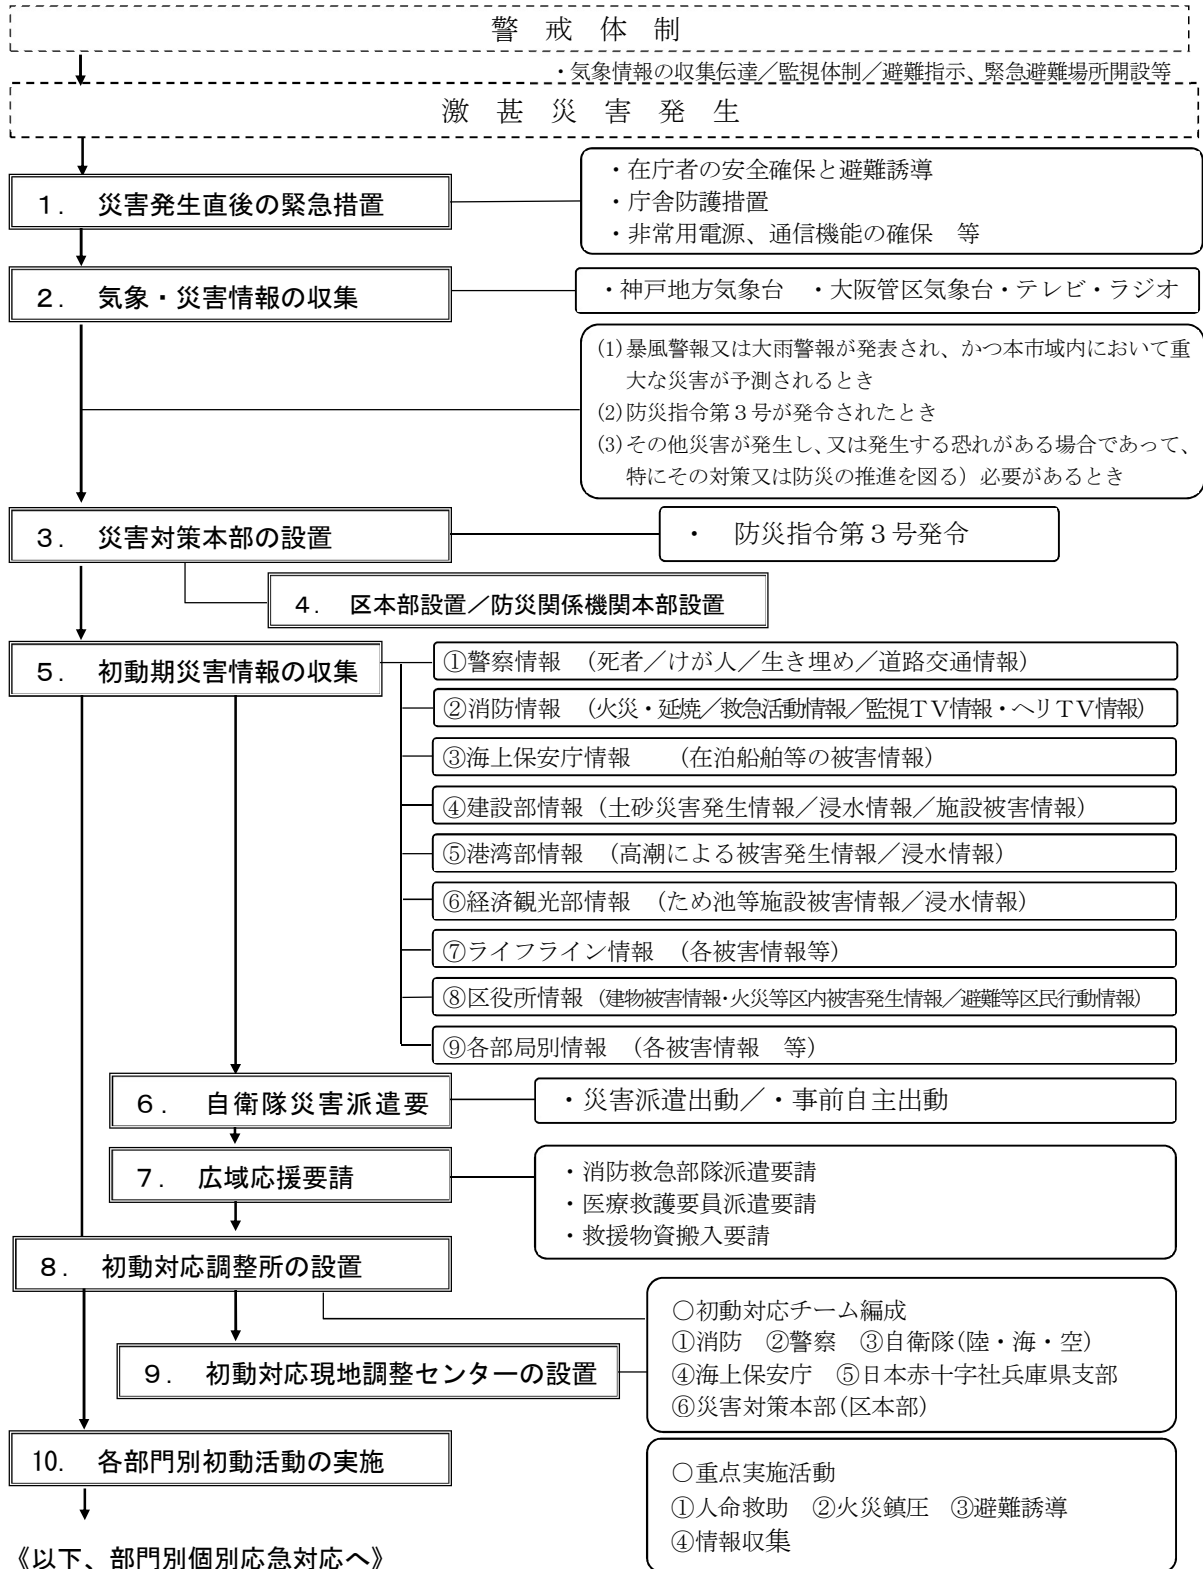 警 戒 体 制
・気象情報の収集伝達／監視体制／避難指示、緊急避難場所開設等
激 甚 災 害 発 生
１. 災害発生直後の緊急措置
・在庁者の安全確保と避難誘導
・庁舎防護措置
・非常用電源、通信機能の確保　等
２. 気象・災害情報の収集
・神戸地方気象台　・大阪管区気象台・テレビ・ラジオ
(1)暴風警報又は大雨警報が発表され、かつ本市域内において重
大な災害が予測されるとき
(2)防災指令第３号が発令されたとき
(3)その他災害が発生し、又は発生する恐れがある場合であって、
特にその対策又は防災の推進を図る）必要があるとき
３. 災害対策本部の設置
・　防災指令第３号発令
４. 区本部設置／防災関係機関本部設置
５. 初動期災害情報の収集
①警察情報　（死者／けが人／生き埋め／道路交通情報）
②消防情報　（火災・延焼／救急活動情報／監視ＴＶ情報・ヘリＴＶ情報）
③海上保安庁情報　　（在泊船舶等の被害情報）
④建設部情報（土砂災害発生情報／浸水情報／施設被害情報）
⑤港湾部情報　（高潮による被害発生情報／浸水情報）
⑥経済観光部情報　（ため池等施設被害情報／浸水情報）
⑦ライフライン情報　（各被害情報等）
⑧区役所情報（建物被害情報・火災等区内被害発生情報／避難等区民行動情報）
⑨各部局別情報　（各被害情報　等）
６. 自衛隊災害派遣要
・災害派遣出動／・事前自主出動
７. 広域応援要請
・消防救急部隊派遣要請
・医療救護要員派遣要請
・救援物資搬入要請
８. 初動対応調整所の設置
○初動対応チーム編成
①消防　②警察　③自衛隊(陸・海・空)
④海上保安庁　⑤日本赤十字社兵庫県支部
⑥災害対策本部(区本部)
９. 初動対応現地調整センターの設置
10. 各部門別初動活動の実施
○重点実施活動
①人命救助　②火災鎮圧　③避難誘導
④情報収集
《以下、部門別個別応急対応へ》